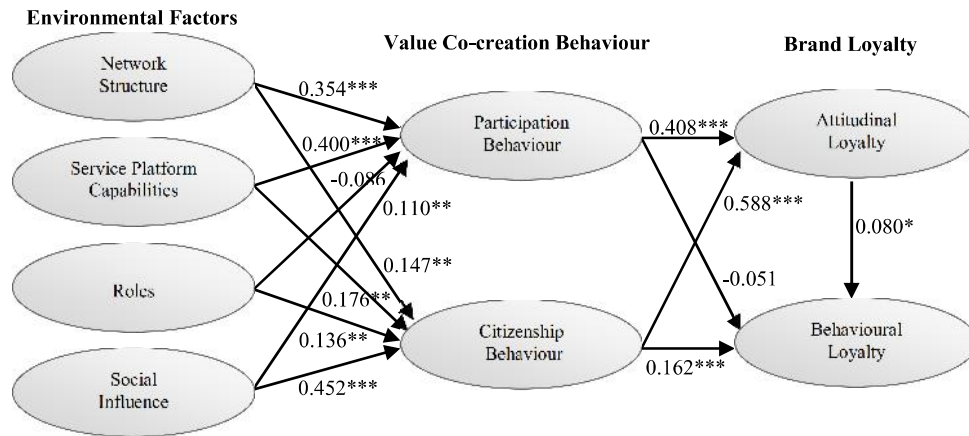 Environmental Factors
Value Co-creation Behaviour
Brand Loyalty
Network
Structure
0.354***
Participation
Behaviour
0.408***
Attitudinal
Loyalty
Service Platform
Capabilitics
0.400***
-0.086
0.110**
0.588***
0.080*
Roles
0.147**
-0.051
0.176**
0.136**
Citizenship
Behaviour
0.162***
Behavioural
Loyalty
Social
Influence
0.452***